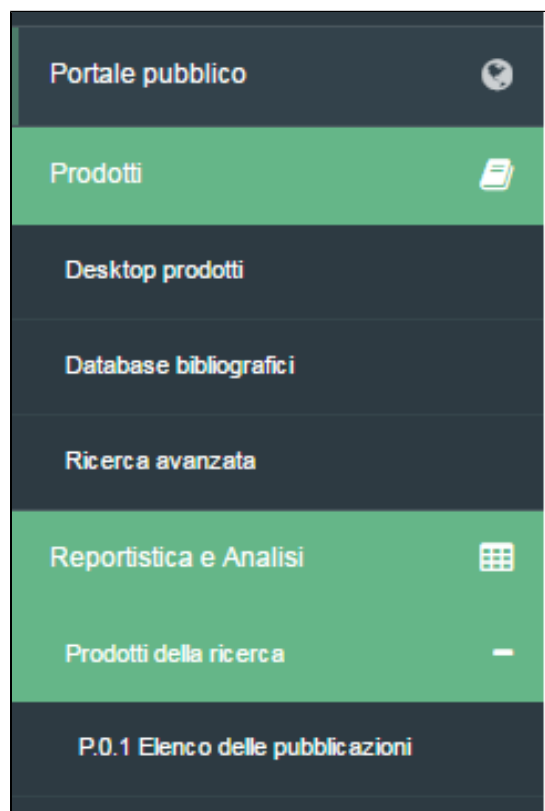 Portale pubblico
Prodotti
Desktop prodotti
Database bibliografici
Ricerca avanzata
Reportistica e Analisi
Prodotti della ricerca
P.0.1 Elenco delle pubblicazioni